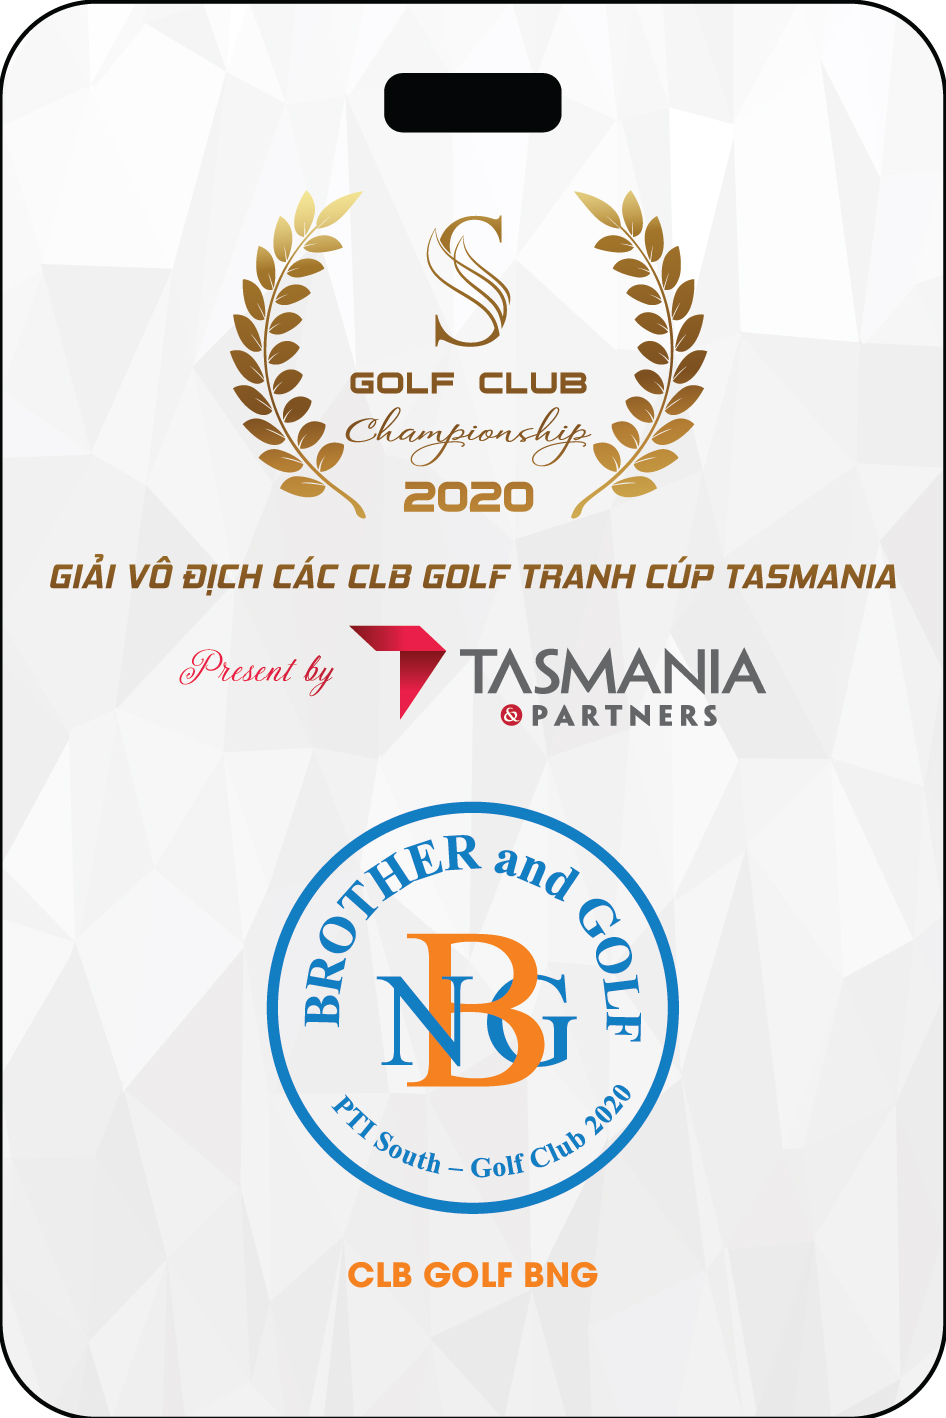 S
GOLF CLUB
Championship
2020
GIẢI VÔ ĐỊCH CÁC CLB GOLF TRANH CÚP TASMANIA
Present by
TASMANIA
& PARTNERS
BROTHER and GOLF
NBG
PTI South – Golf Club 2020
CLB GOLF BNG